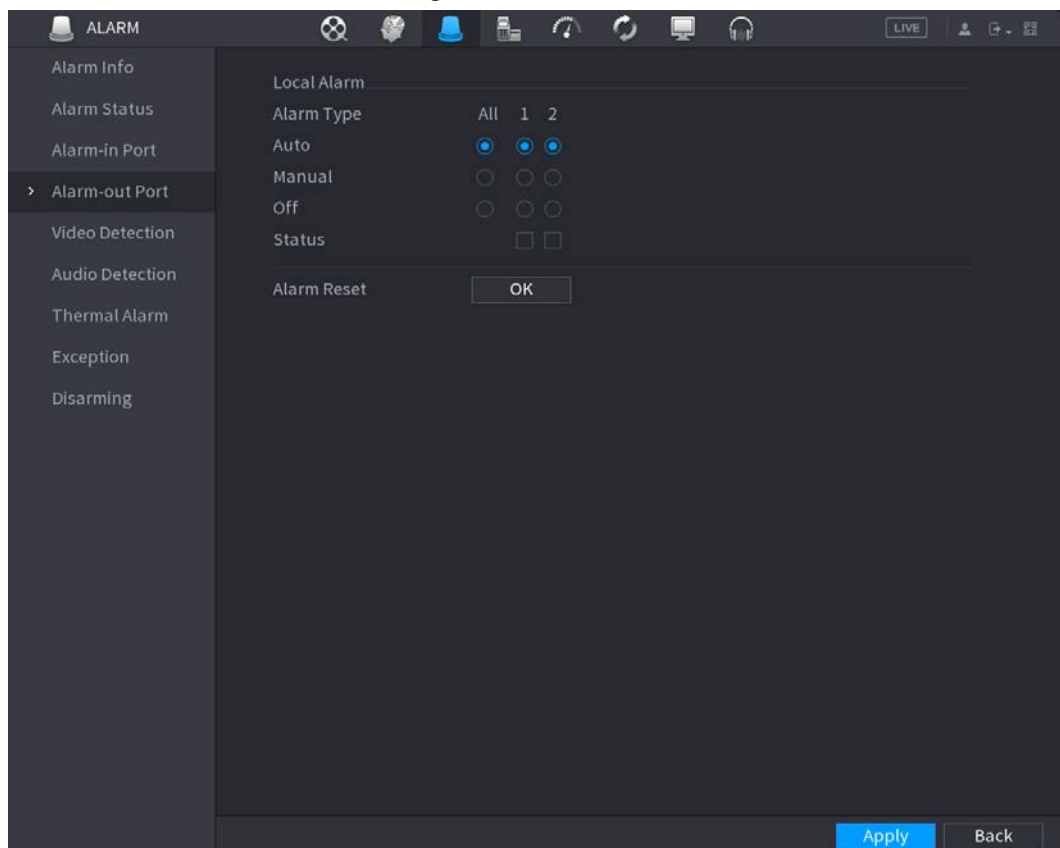 ALARM
LIVE
Alarm Info
Alarm Status
Alarm-in Port
Alarm-out Port
Video Detection
Audio Detection
Thermal Alarm
Exception
Disarming
Local Alarm
Alarm Type All 1 2
Auto
Manual
Off
Status
Alarm Reset OK
Apply Back